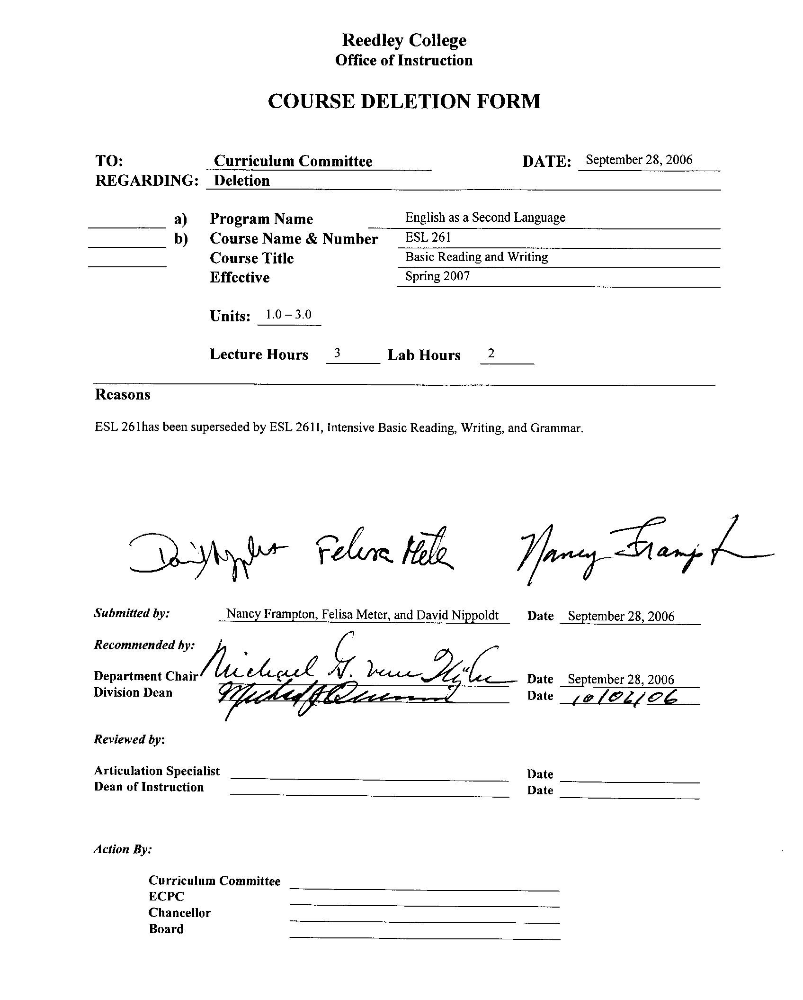 Reedley College
Office of Instruction
COURSE DELETION FORM
TO: Curriculum Committee DATE: September 28, 2006
REGARDING: Deletion
a) Program Name English as a Second Language
b) Course Name & Number ESL 261
Course Title Basic Reading and Writing
Effective Spring 2007
Units: 1.0 – 3.0
Lecture Hours 3 Lab Hours 2
Reasons
ESL 261has been superseded by ESL 261I, Intensive Basic Reading, Writing, and Grammar.
David Nippoldt Felisa Meter Nancy Frampton
Submitted by: Nancy Frampton, Felisa Meter, and David Nippoldt Date September 28, 2006
Recommended by:
Department Chair Michael G. Date September 28, 2006
Division Dean Date 10/02/06
Reviewed by:
Articulation Specialist Date
Dean of Instruction Date
Action By:
Curriculum Committee
ECPC
Chancellor
Board